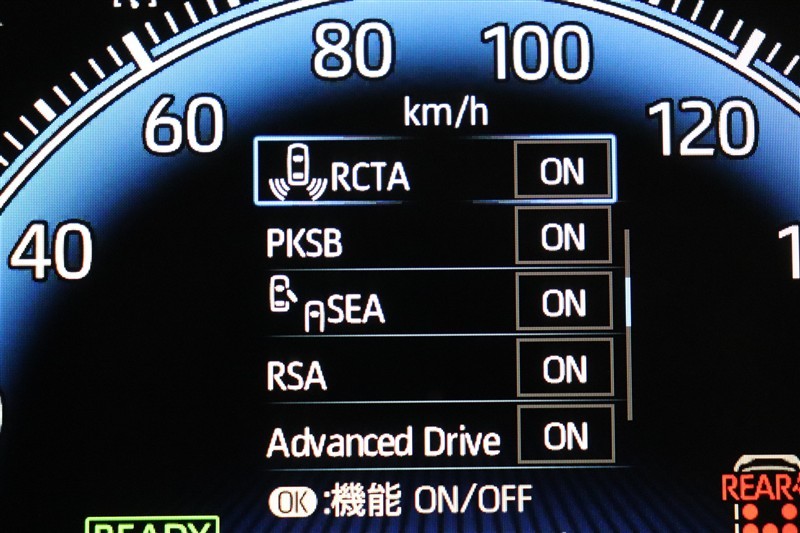 80 100
km/h
60 120
RCTA ON
40
PKSB ON
SEA ON
RSA ON
Advanced Drive ON
OK:機能 ON/OFF
REAR
READY